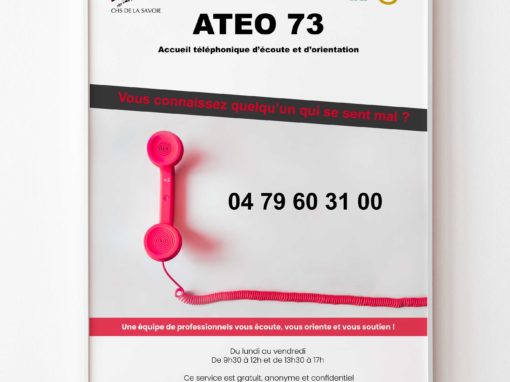 CHS DE LA SAVOIE
ATEO 73
Accueil téléphonique d'écoute et d'orientation
Vous connaissez quelqu'un qui se sent mal ?
04 79 60 31 00
Une équipe de professionnels vous écoute, vous oriente et vous soutien !
Du lundi au vendredi
De 9h30 à 12h et de 13h30 à 17h
Ce service est gratuit, anonyme et confidentiel